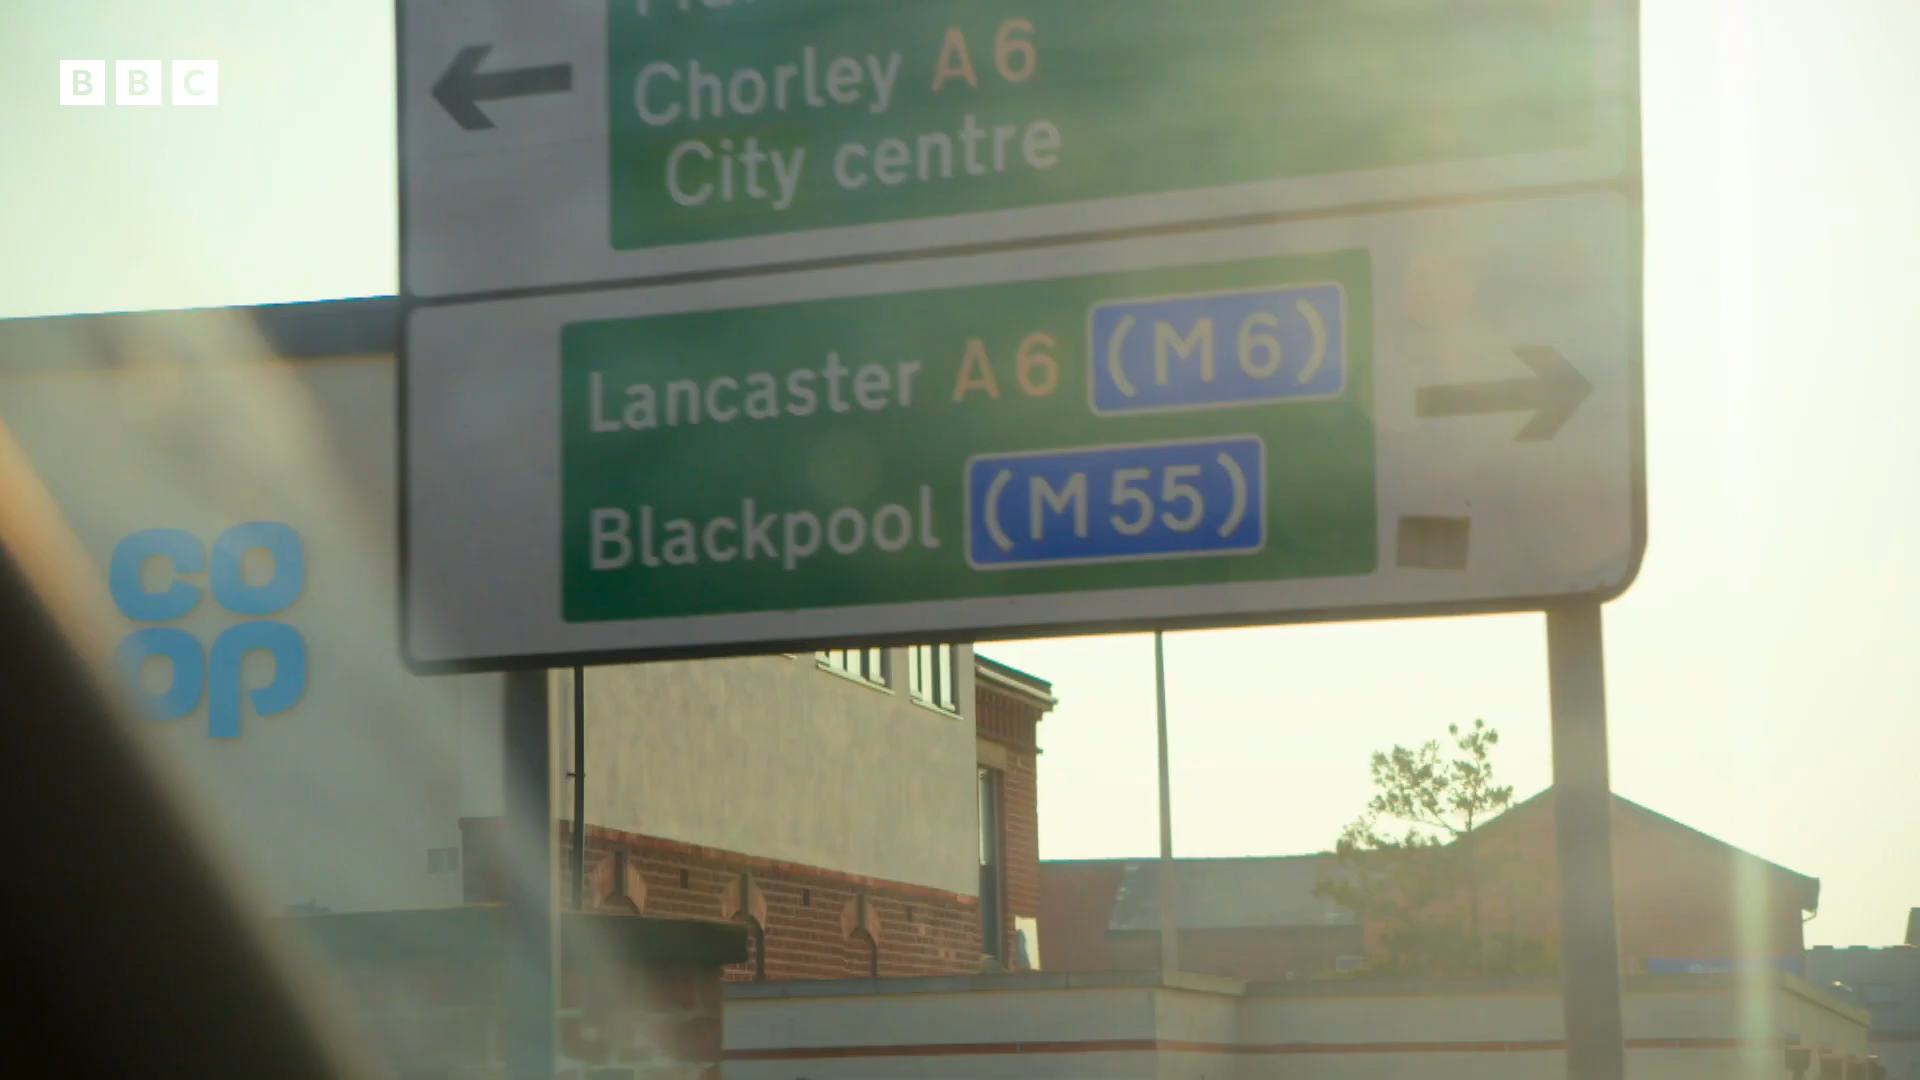 BBC
Chorley A6
City centre
Lancaster A6 (M6)
Blackpool (M55)
co
op